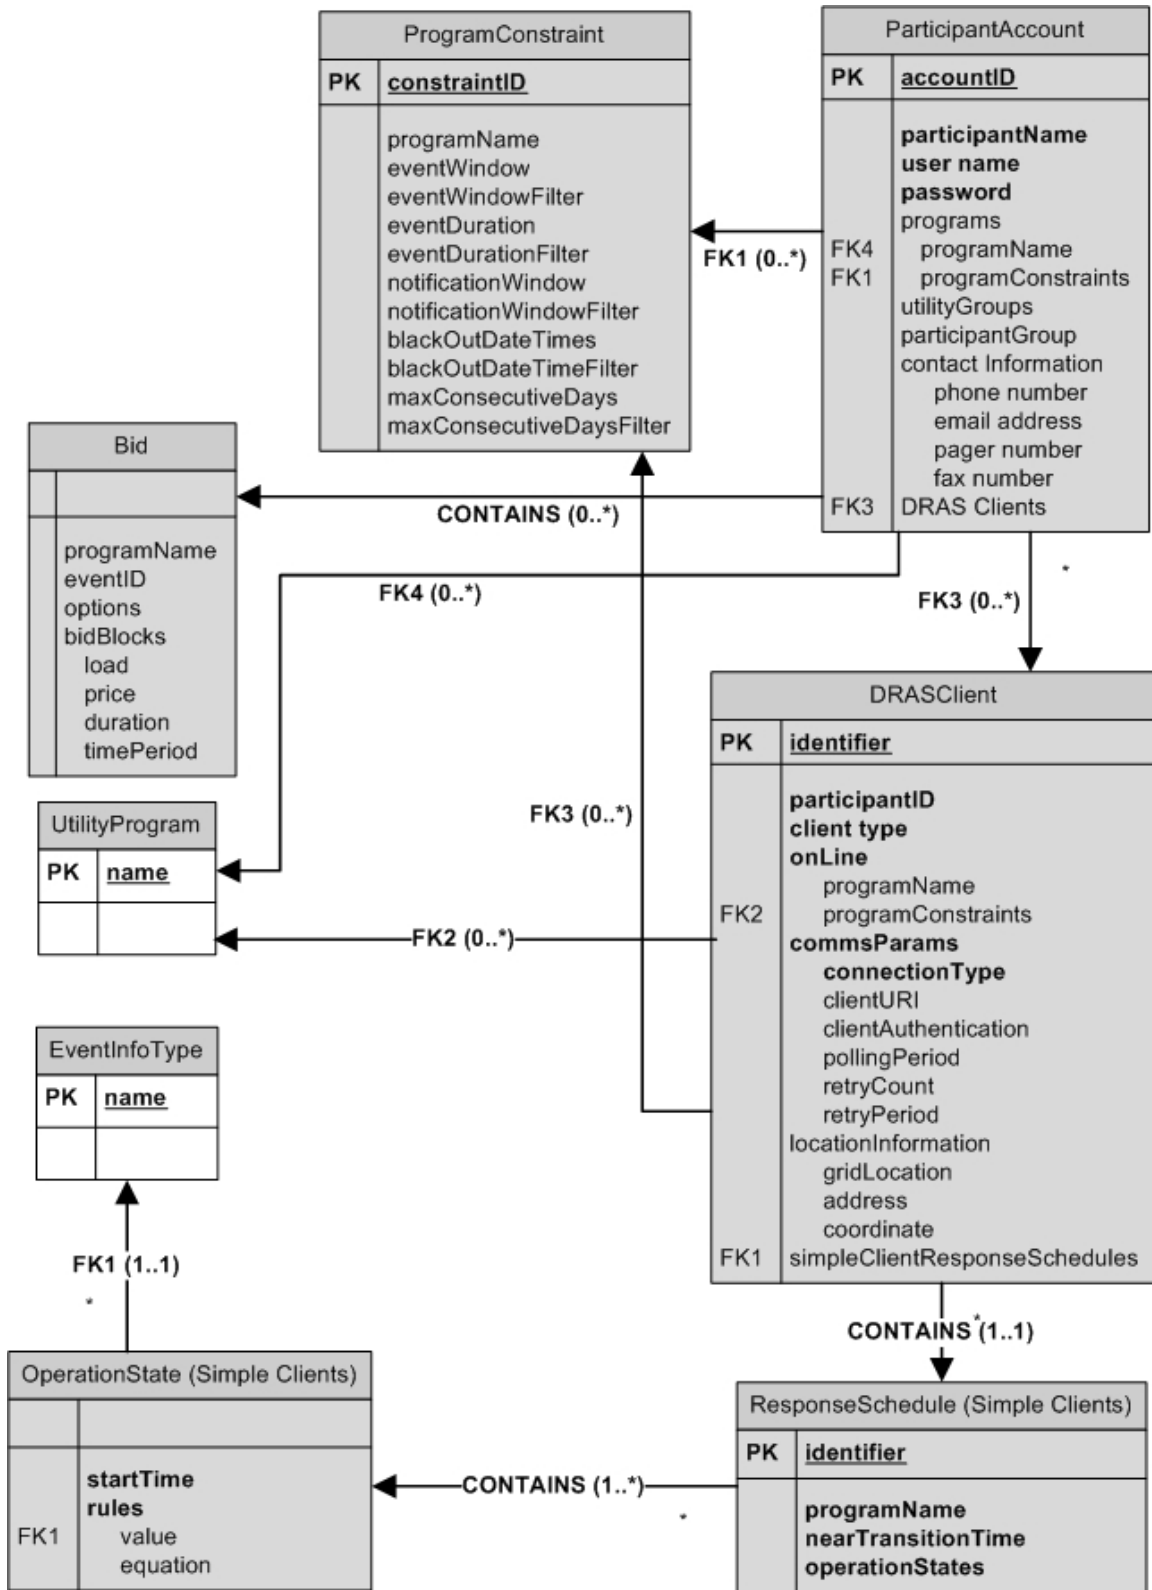 ProgramConstraint
PK constraintID
programName
eventWindow
eventWindowFilter
eventDuration
eventDurationFilter
notificationWindow
notificationWindowFilter
blackOutDateTimes
blackOutDateTimeFilter
maxConsecutiveDays
maxConsecutiveDaysFilter
ParticipantAccount
PK accountID
participantName
user name
password
programs
FK4 programName
FK1 programConstraints
utilityGroups
participantGroup
contact Information
phone number
email address
pager number
fax number
FK3 DRAS Clients
FK1 (0..*)
Bid
programName
eventID
options
bidBlocks
load
price
duration
timePeriod
CONTAINS (0..*)
FK4 (0..*)
*
FK3 (0..*)
UtilityProgram
PK name
FK3 (0..*)
FK2 (0..*)
DRASClient
PK identifier
participantID
client type
onLine
programName
FK2 programConstraints
commsParams
connectionType
clientURI
clientAuthentication
pollingPeriod
retryCount
retryPeriod
locationInformation
gridLocation
address
coordinate
FK1 simpleClientResponseSchedules
EventInfoType
PK name
FK1 (1..1)
*
CONTAINS (1..1)
*
OperationState (Simple Clients)
startTime
rules
FK1 value
equation
CONTAINS (1..*)
*
ResponseSchedule (Simple Clients)
PK identifier
programName
nearTransitionTime
operationStates